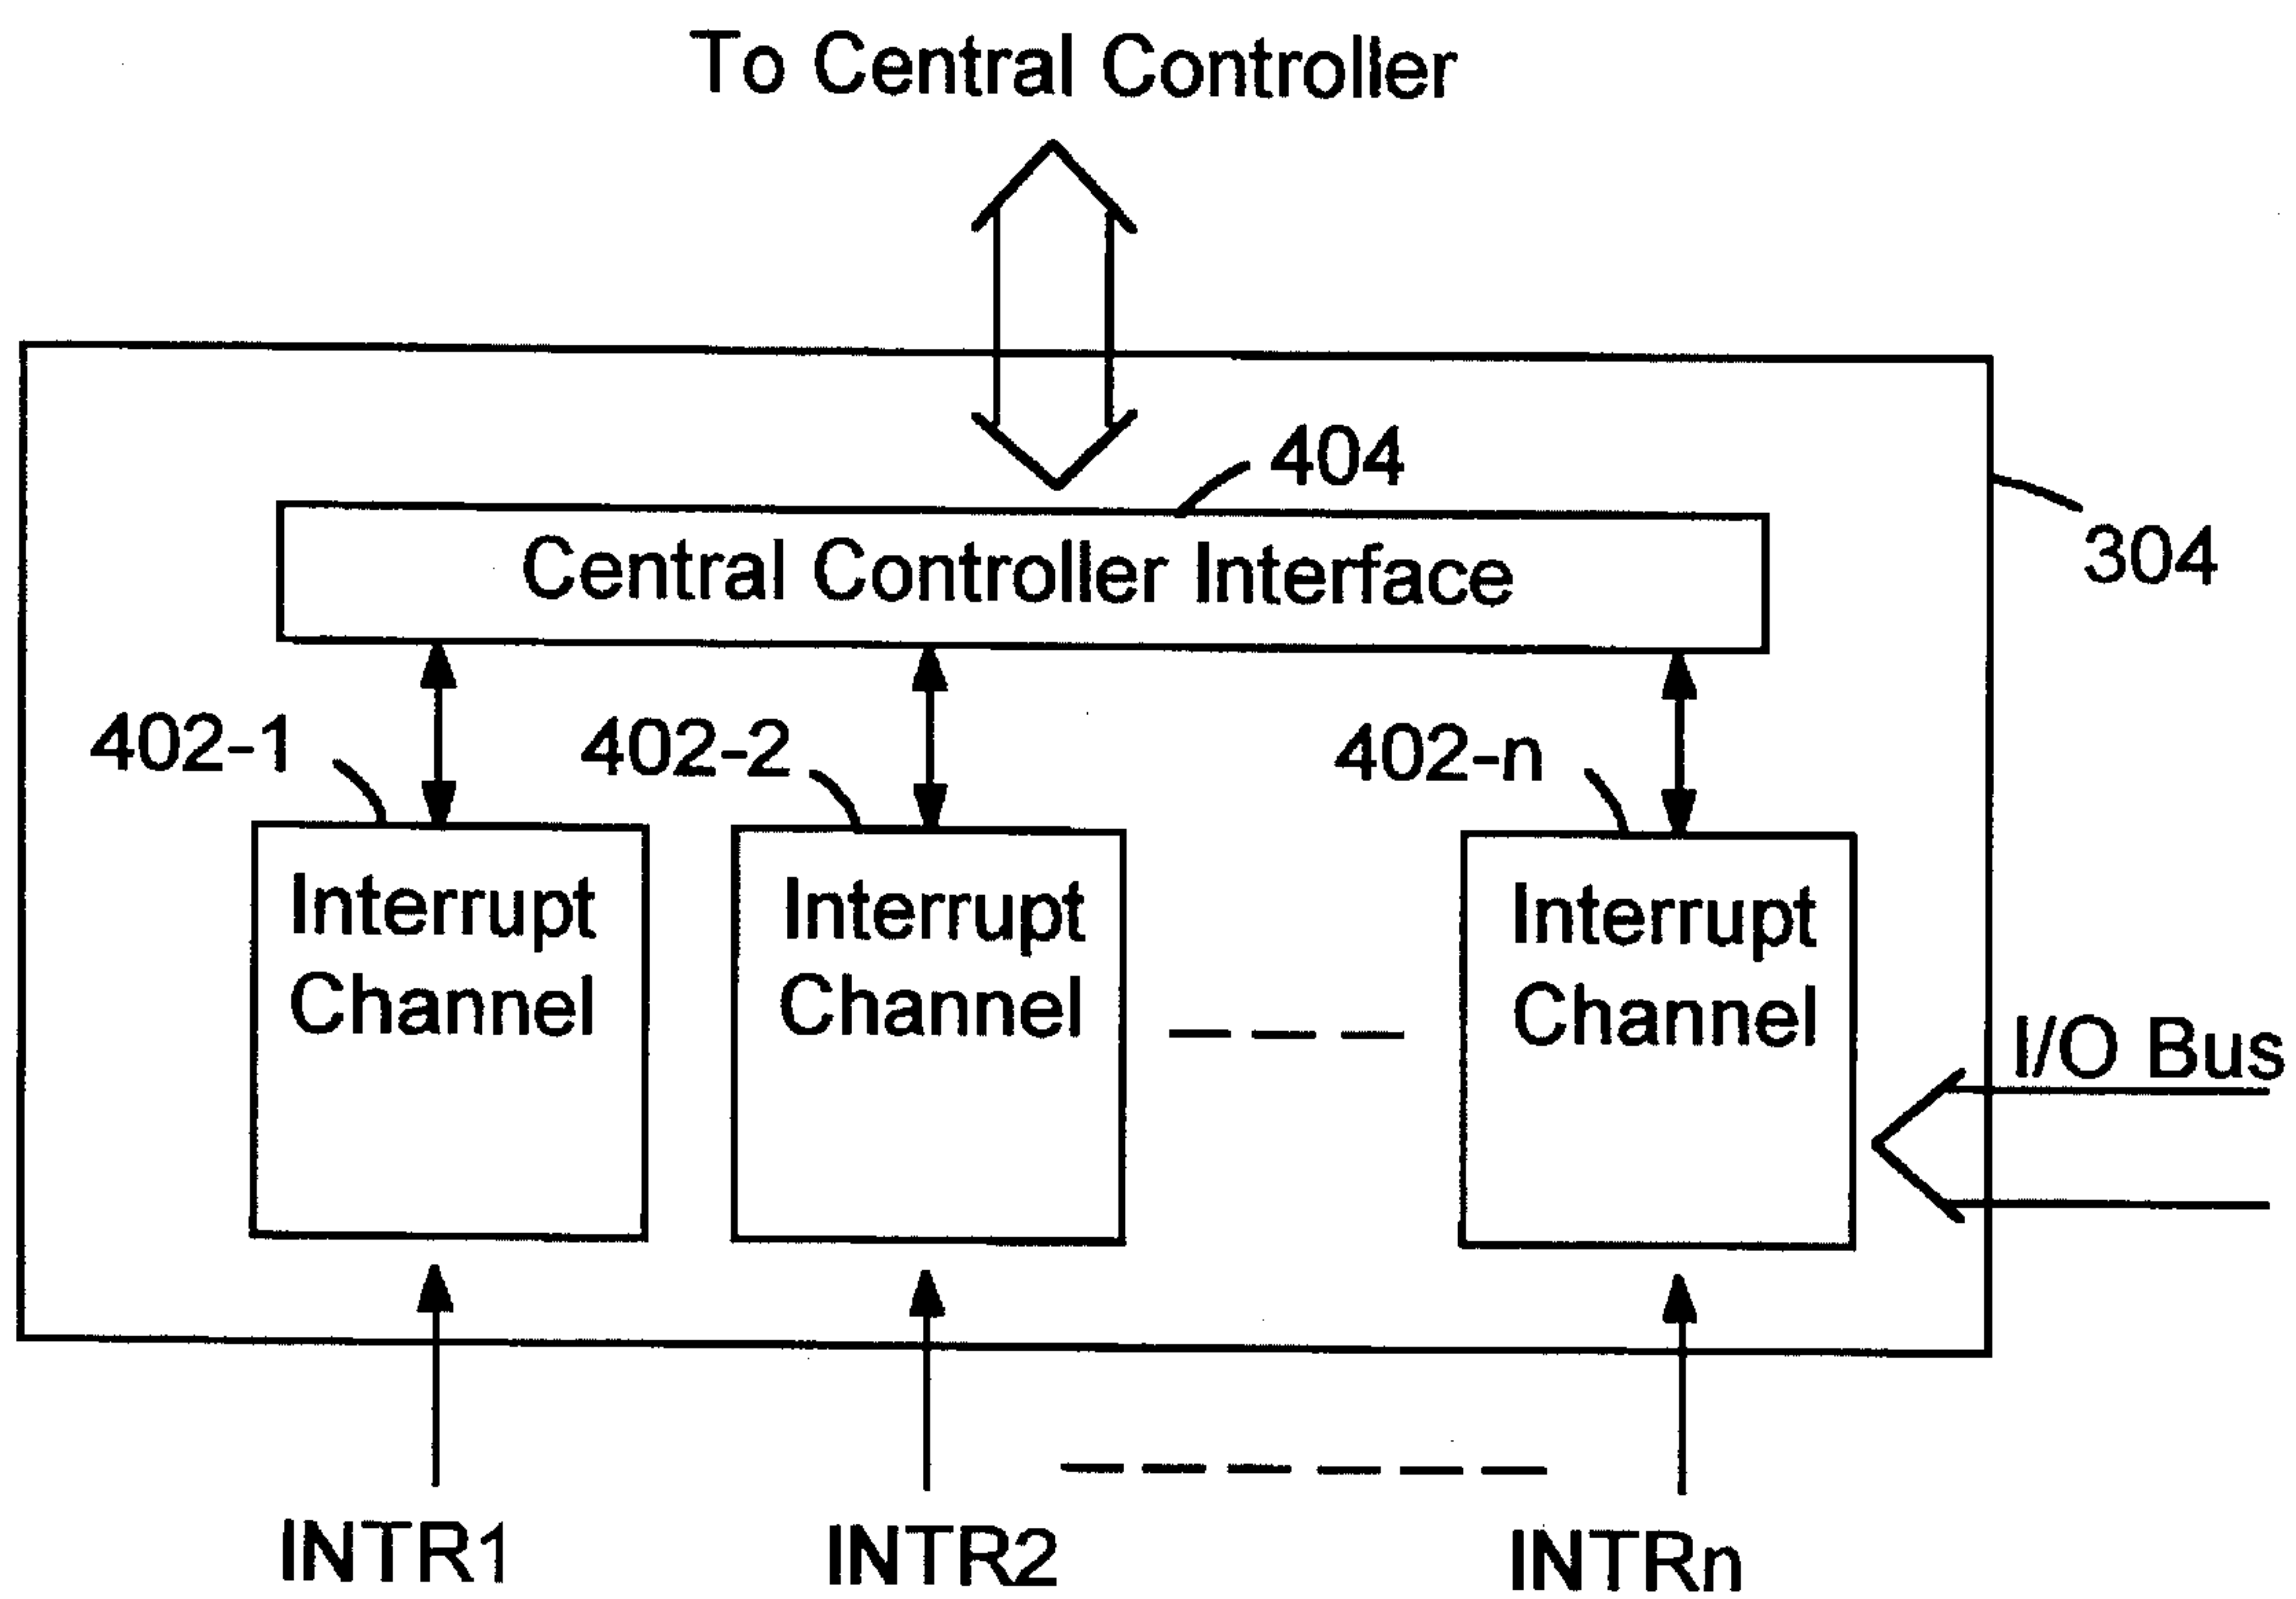 To Central Controller
404
Central Controller Interface
304
402-1
402-2
402-n
Interrupt
Channel
Interrupt
Channel
Interrupt
Channel
I/O Bus
INTR1
INTR2
INTRn